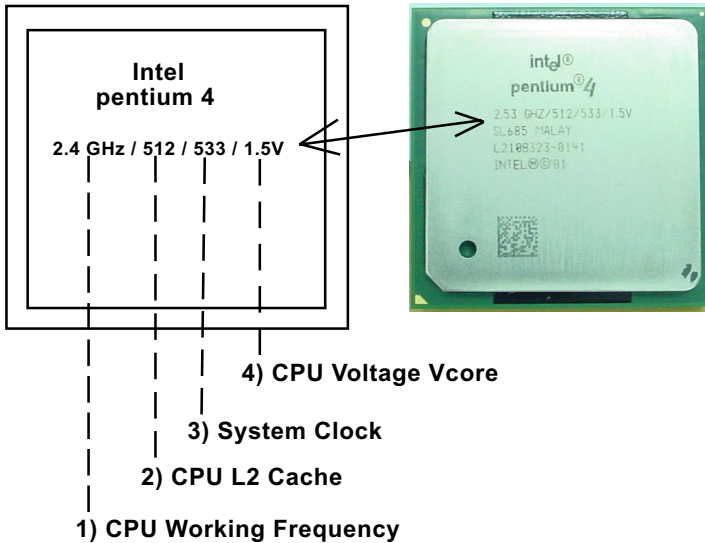 Intel
pentium 4
2.4 GHz / 512 / 533 / 1.5V
intel®
pentium®4
2.53 GHZ/512/533/1.5V
SL685 MALAY
L210B323-0141
INTEL®©'01
4) CPU Voltage Vcore
3) System Clock
2) CPU L2 Cache
1) CPU Working Frequency